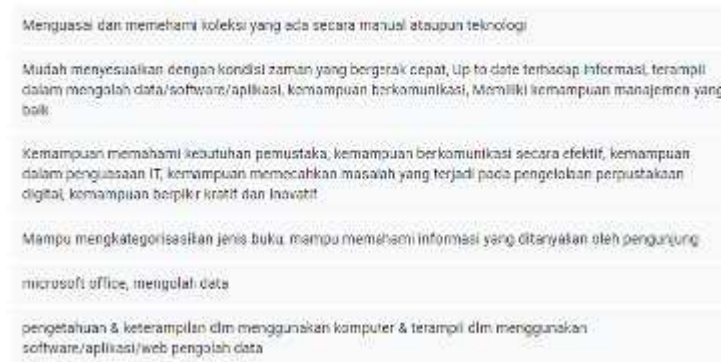 Menguasai dan memehami koleksi yang ada secara manual ataupun teknologi
Mudah menyesuaikan dengan kondisi zaman yang bergerak cepat, Up to date terhadap informasi, terampil
dalam mengolah data/software/aplikasi, kemampuan berkomunikasi, Memiliki kemampuan manajemen yang
baik
Kemampuan memahami kebutuhan pemustaka, kemampuan berkomunikasi secara efektif, kemampuan
dalam penguasaan IT, kemampuan memecahkan masalah yang terjadi pada pengelolaan perpustakaan
digital, kemampuan berpikir kratif dan inovatif
Mampu mengkategorisasikan jenis buku, mampu memahami informasi yang ditanyakan oleh pengunjung
microsoft office, mengolah data
pengetahuan & keterampilan dlm menggunakan komputer & terampil dlm menggunakan
software/aplikasi/web pengolah data